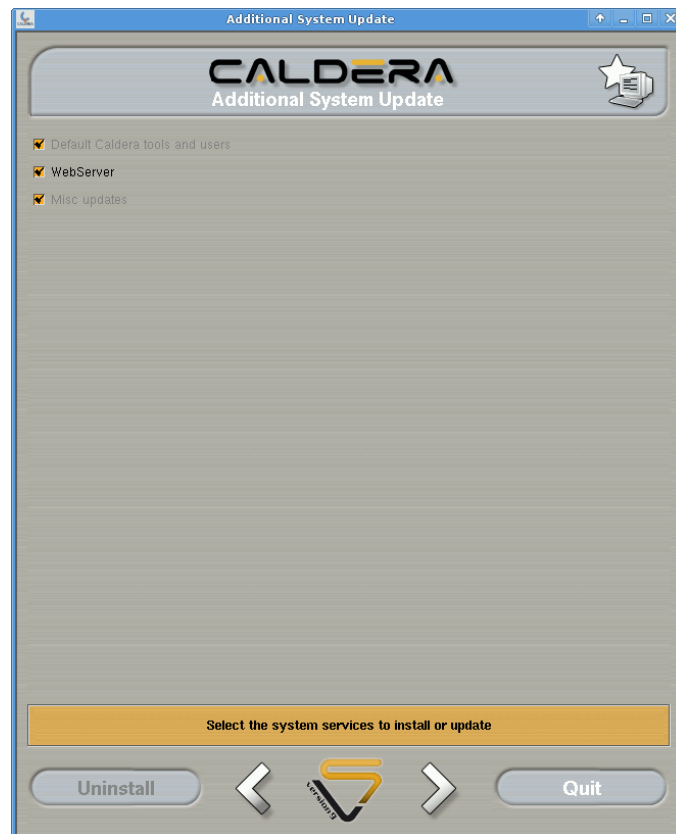 Additional System Update
CALDERA
Additional System Update
Default Caldera tools and users
WebServer
Misc updates
Select the system services to install or update
Uninstall
version9
Quit